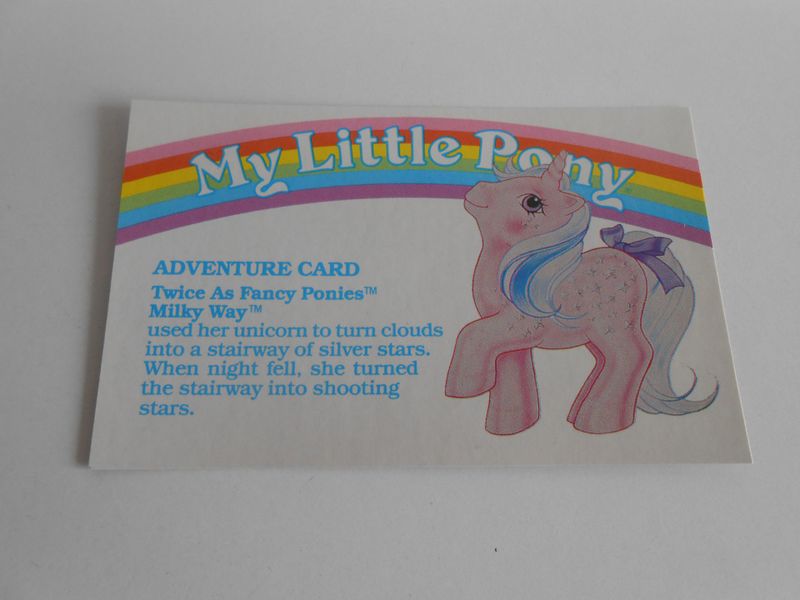 My Little Pony
ADVENTURE CARD
Twice As Fancy Ponies™
Milky Way™
used her unicorn to turn clouds
into a stairway of silver stars.
When night fell, she turned
the stairway into shooting
stars.